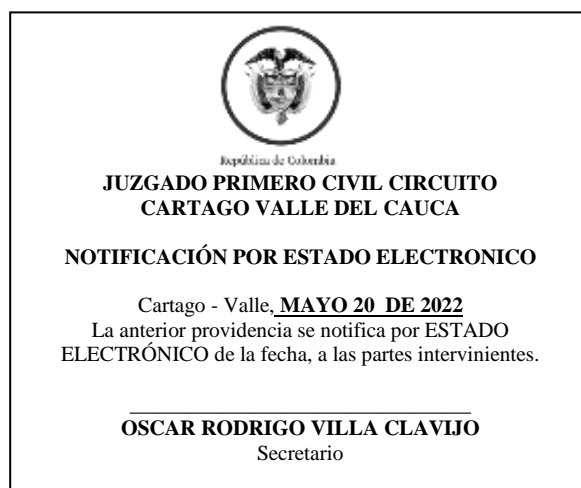 República de Colombia
JUZGADO PRIMERO CIVIL CIRCUITO
CARTAGO VALLE DEL CAUCA
NOTIFICACIÓN POR ESTADO ELECTRONICO
Cartago - Valle, MAYO 20 DE 2022
La anterior providencia se notifica por ESTADO
ELECTRÓNICO de la fecha, a las partes intervinientes.
OSCAR RODRIGO VILLA CLAVIJO
Secretario